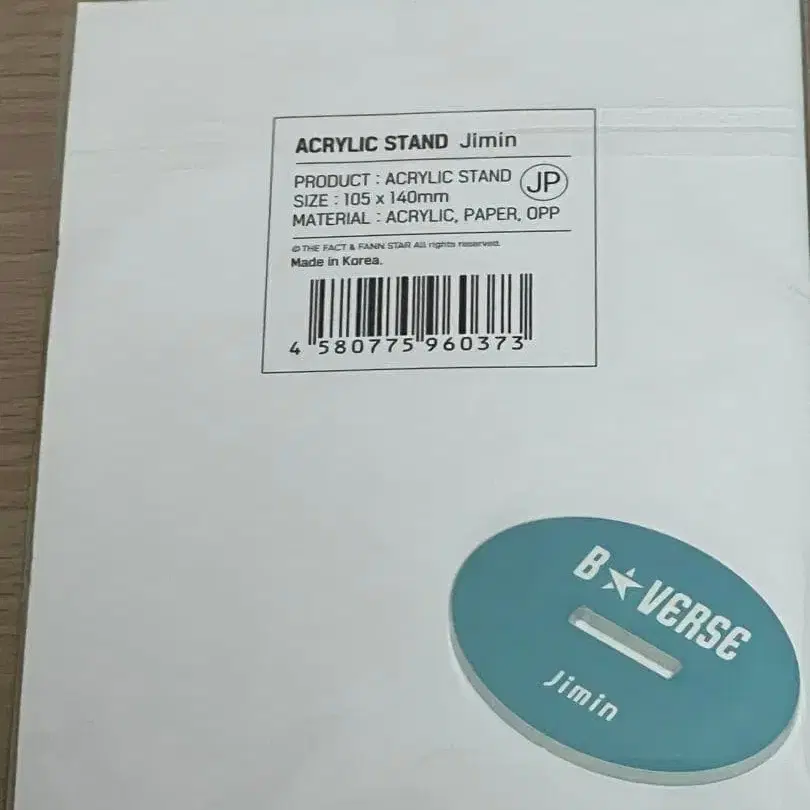 ACRYLIC STAND Jimin
PRODUCT : ACRYLIC STAND JP
SIZE : 105 x 140mm
MATERIAL : ACRYLIC, PAPER, OPP
© THE FACT & FANN STAR All rights reserved.
Made in Korea.
4 580775 960373
B★VERSE
Jimin